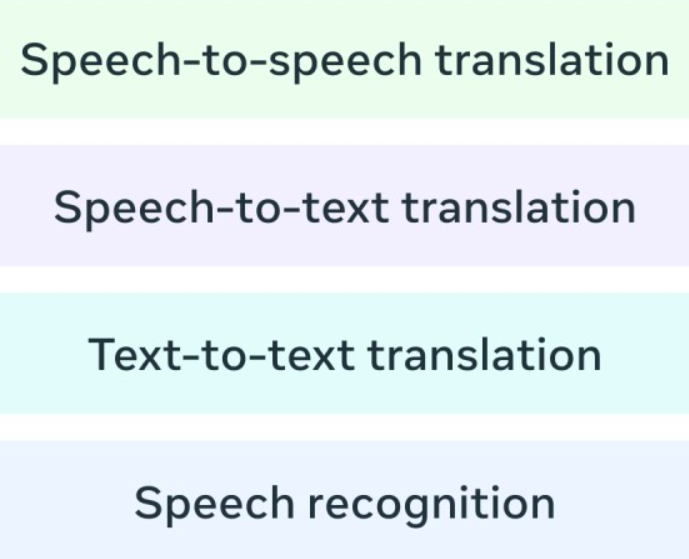 Speech-to-speech translation
Speech-to-text translation
Text-to-text translation
Speech recognition